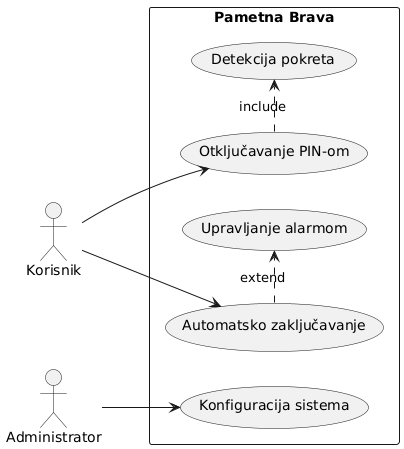 Pametna Brava
Detekcija pokreta
include
Otključavanje PIN-om
Upravljanje alarmom
Korisnik
extend
Automatsko zaključavanje
Konfiguracija sistema
Administrator